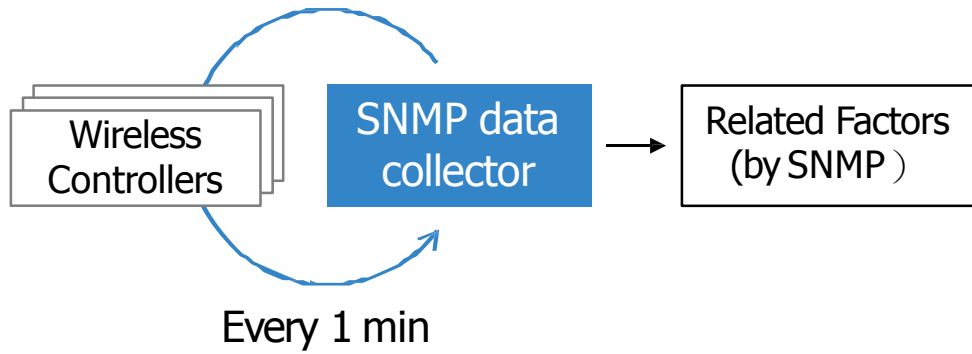 Wireless
Controllers
SNMP data
collector
Related Factors
(by SNMP）
Every 1 min